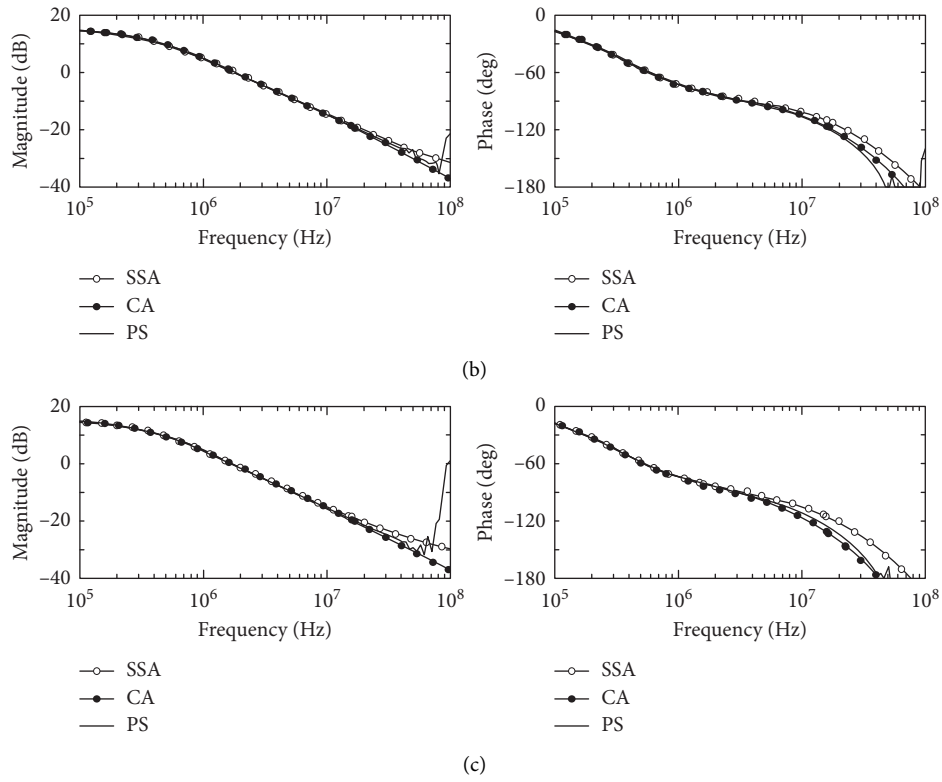 20
0
–20
–40
Magnitude (dB)
10^5
10^6
10^7
10^8
Frequency (Hz)
SSA
CA
PS
0
–60
–120
–180
Phase (deg)
10^5
10^6
10^7
10^8
Frequency (Hz)
SSA
CA
PS
(b)
20
0
–20
–40
Magnitude (dB)
10^5
10^6
10^7
10^8
Frequency (Hz)
SSA
CA
PS
0
–60
–120
–180
Phase (deg)
10^5
10^6
10^7
10^8
Frequency (Hz)
SSA
CA
PS
(c)